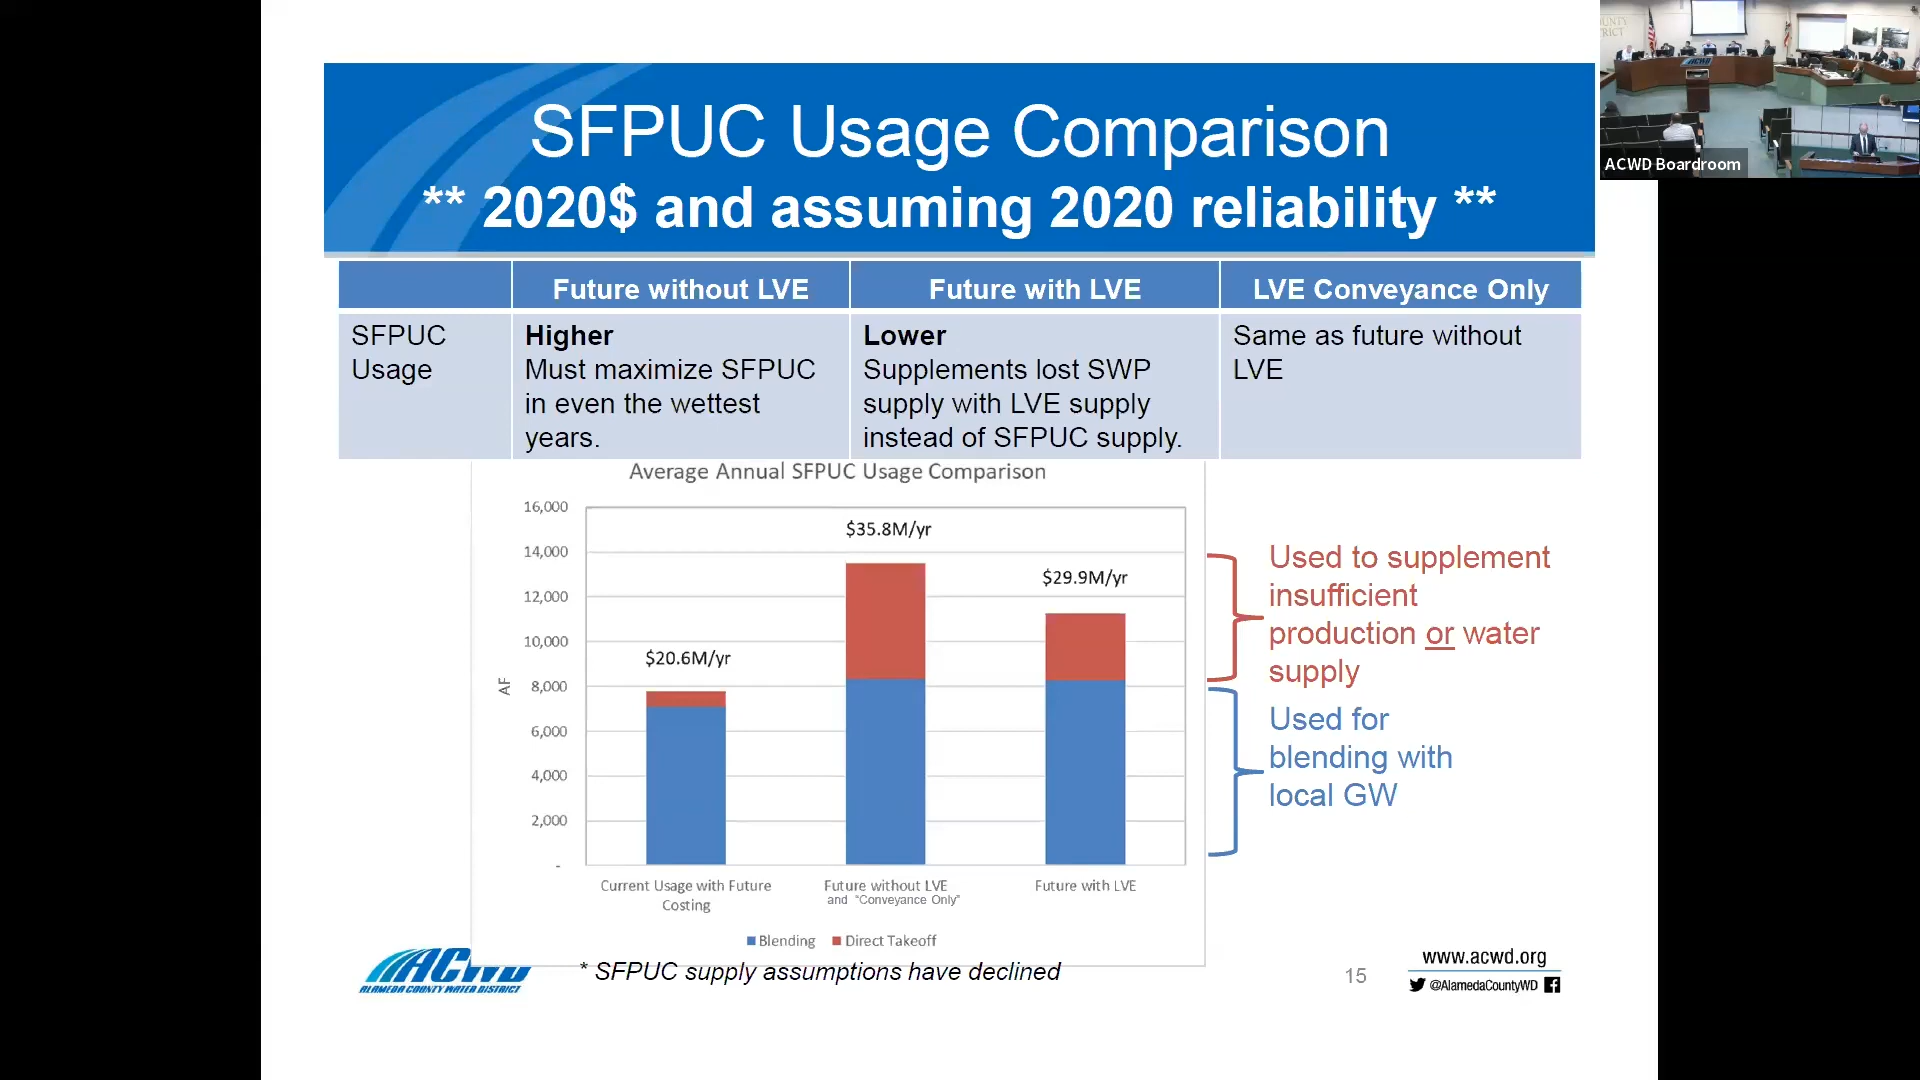 SFPUC Usage Comparison
** 2020$ and assuming 2020 reliability **
ACWD Boardroom
Future without LVE
Future with LVE
LVE Conveyance Only
SFPUC
Usage
Higher
Must maximize SFPUC
in even the wettest
years.
Lower
Supplements lost SWP
supply with LVE supply
instead of SFPUC supply.
Same as future without
LVE
Average Annual SFPUC Usage Comparison
16,000
14,000
12,000
10,000
8,000
6,000
4,000
2,000
-
AF
$20.6M/yr
$35.8M/yr
$29.9M/yr
Current Usage with Future
Costing
Future without LVE
and "Conveyance Only"
Future with LVE
Blending
Direct Takeoff
Used to supplement
insufficient
production or water
supply
Used for
blending with
local GW
ACWD
ALAMEDA COUNTY WATER DISTRICT
* SFPUC supply assumptions have declined
15
www.acwd.org
@AlamedaCountyWD